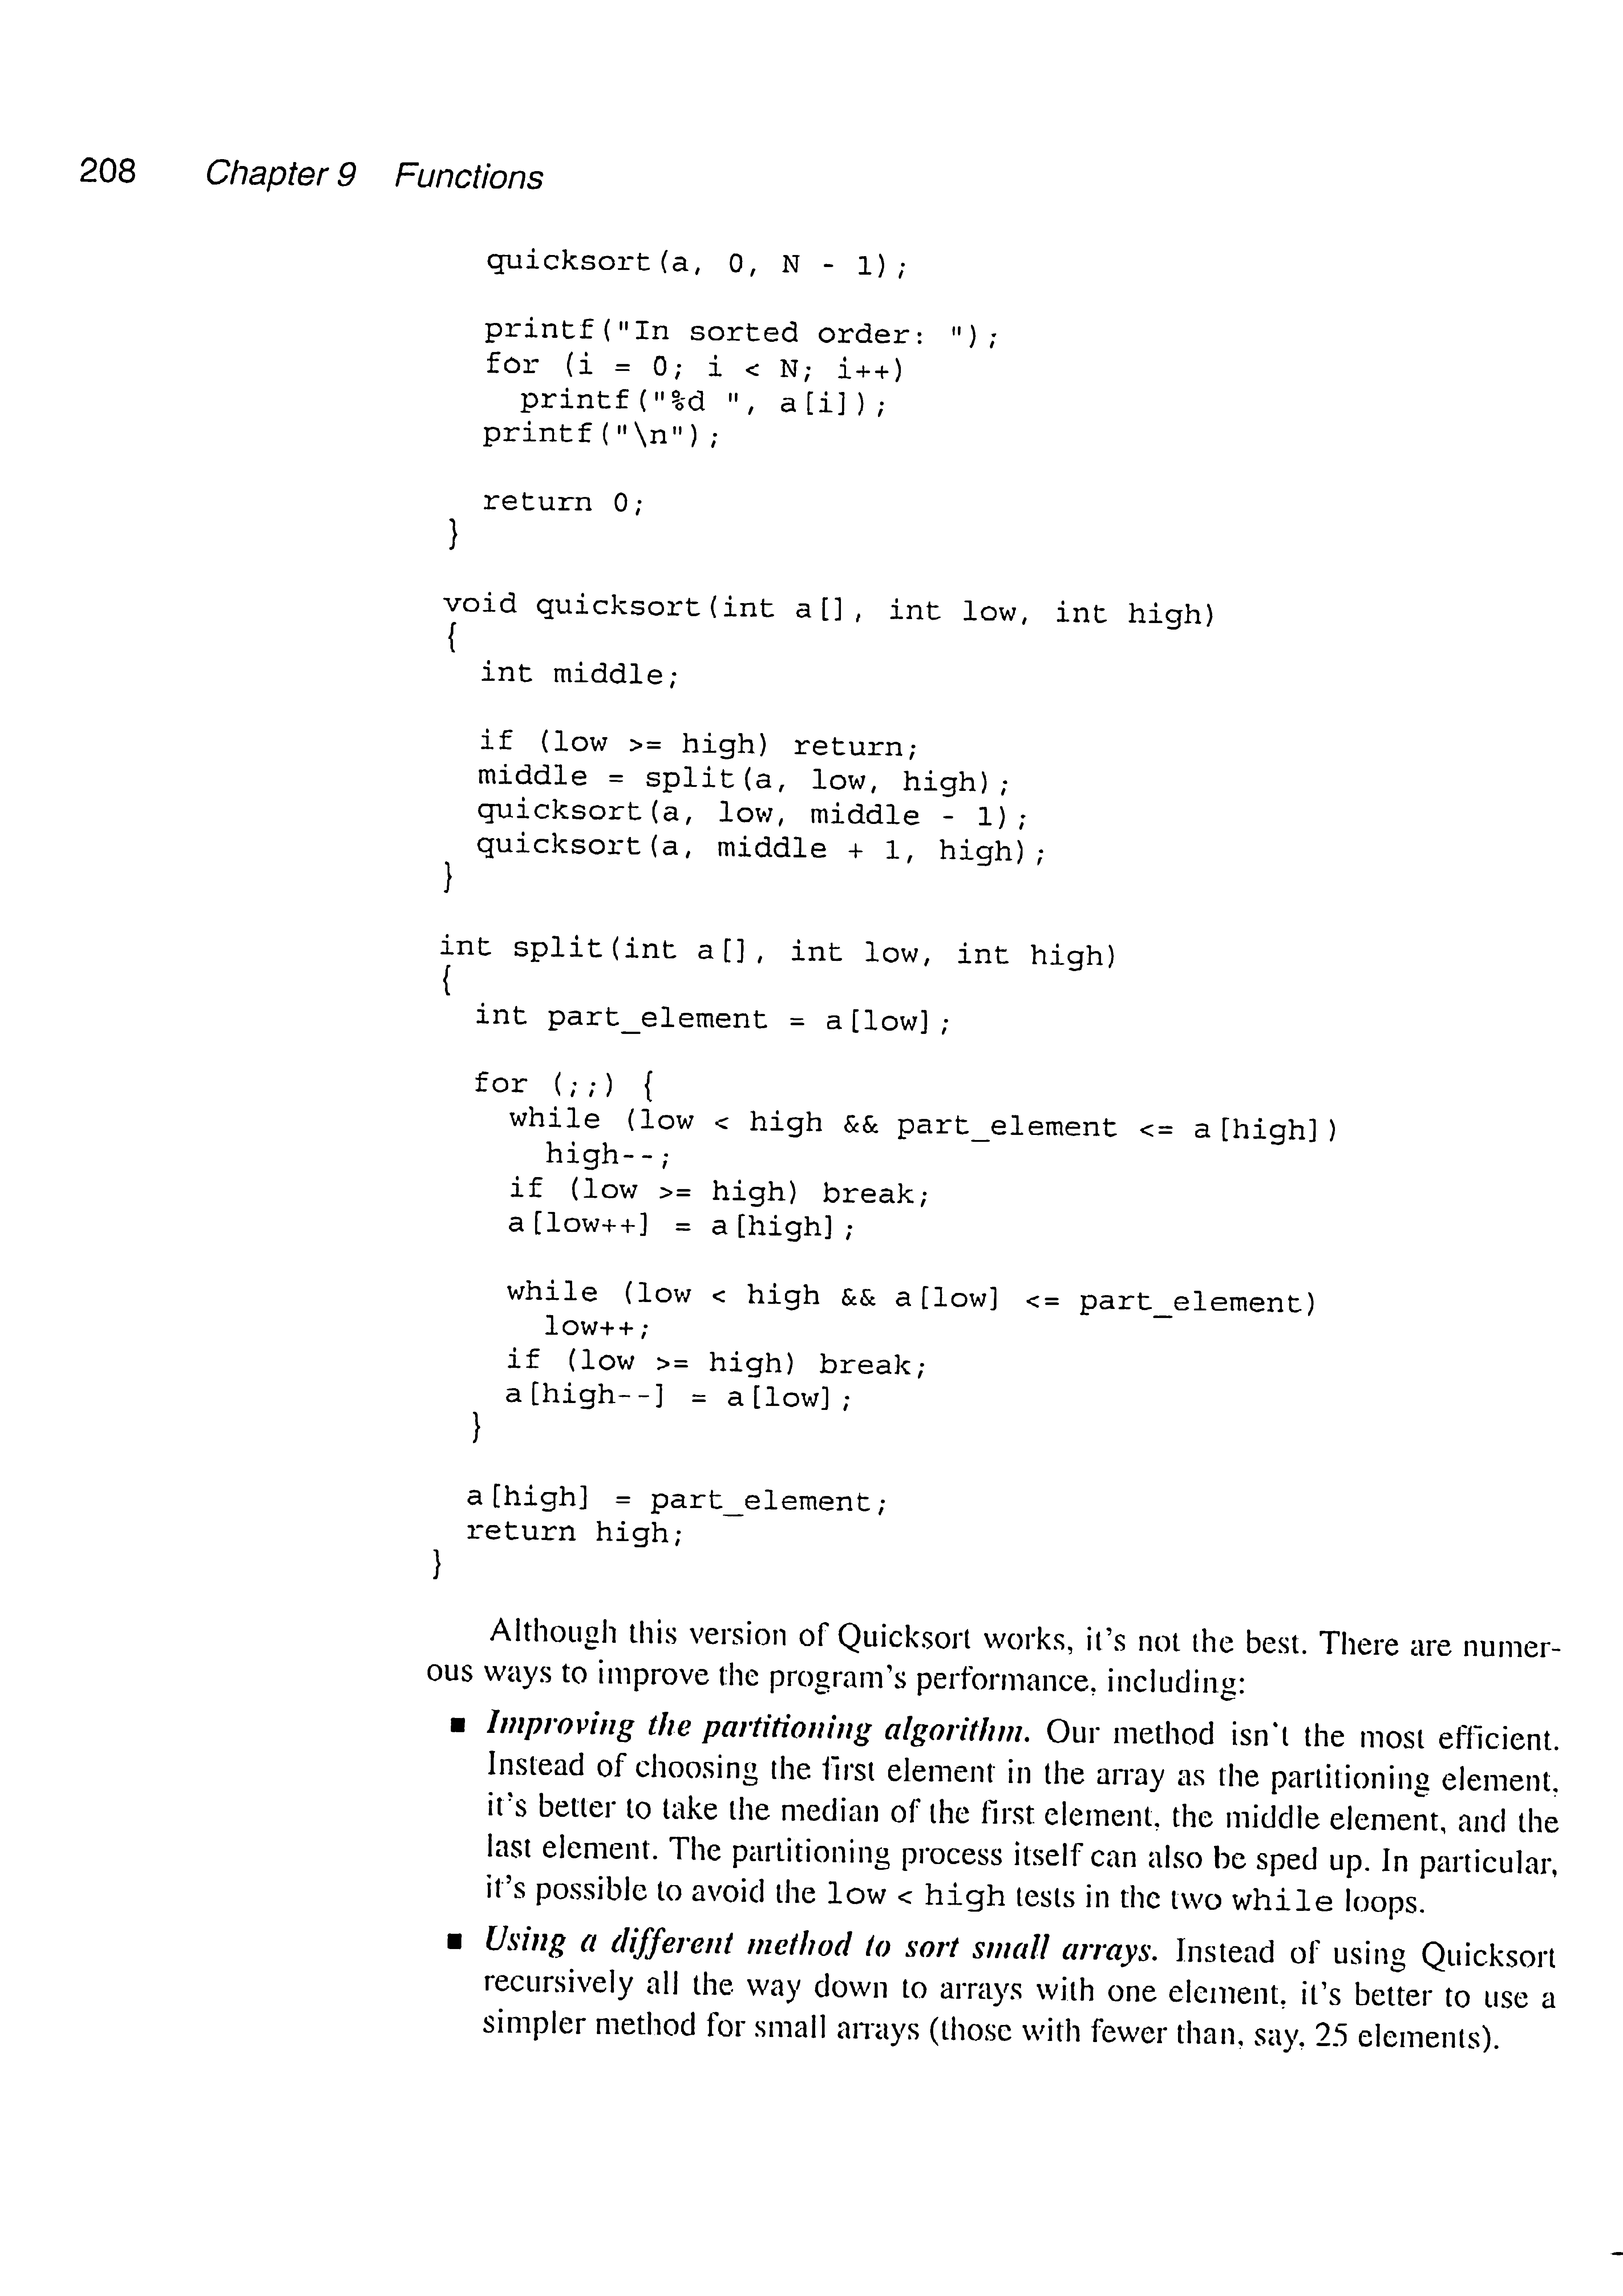 208 Chapter 9 Functions
quicksort(a, 0, N - 1);
printf("In sorted order: ");
for (i = 0; i < N; i++)
printf("%d ", a[i]);
printf("\n");
return 0;
}
void quicksort(int a[], int low, int high)
{
int middle;
if (low >= high) return;
middle = split(a, low, high);
quicksort(a, low, middle - 1);
quicksort(a, middle + 1, high);
}
int split(int a[], int low, int high)
{
int part_element = a[low];
for (;;) {
while (low < high && part_element <= a[high])
high--;
if (low >= high) break;
a[low++] = a[high];
while (low < high && a[low] <= part_element)
low++;
if (low >= high) break;
a[high--] = a[low];
}
a[high] = part_element;
return high;
}
Although this version of Quicksort works, it's not the best. There are numer-
ous ways to improve the program's performance, including:
■ Improving the partitioning algorithm. Our method isn't the most efficient.
Instead of choosing the first element in the array as the partitioning element,
it's better to take the median of the first element, the middle element, and the
last element. The partitioning process itself can also be sped up. In particular,
it's possible to avoid the low < high tests in the two while loops.
■ Using a different method to sort small arrays. Instead of using Quicksort
recursively all the way down to arrays with one element, it's better to use a
simpler method for small arrays (those with fewer than, say, 25 elements).